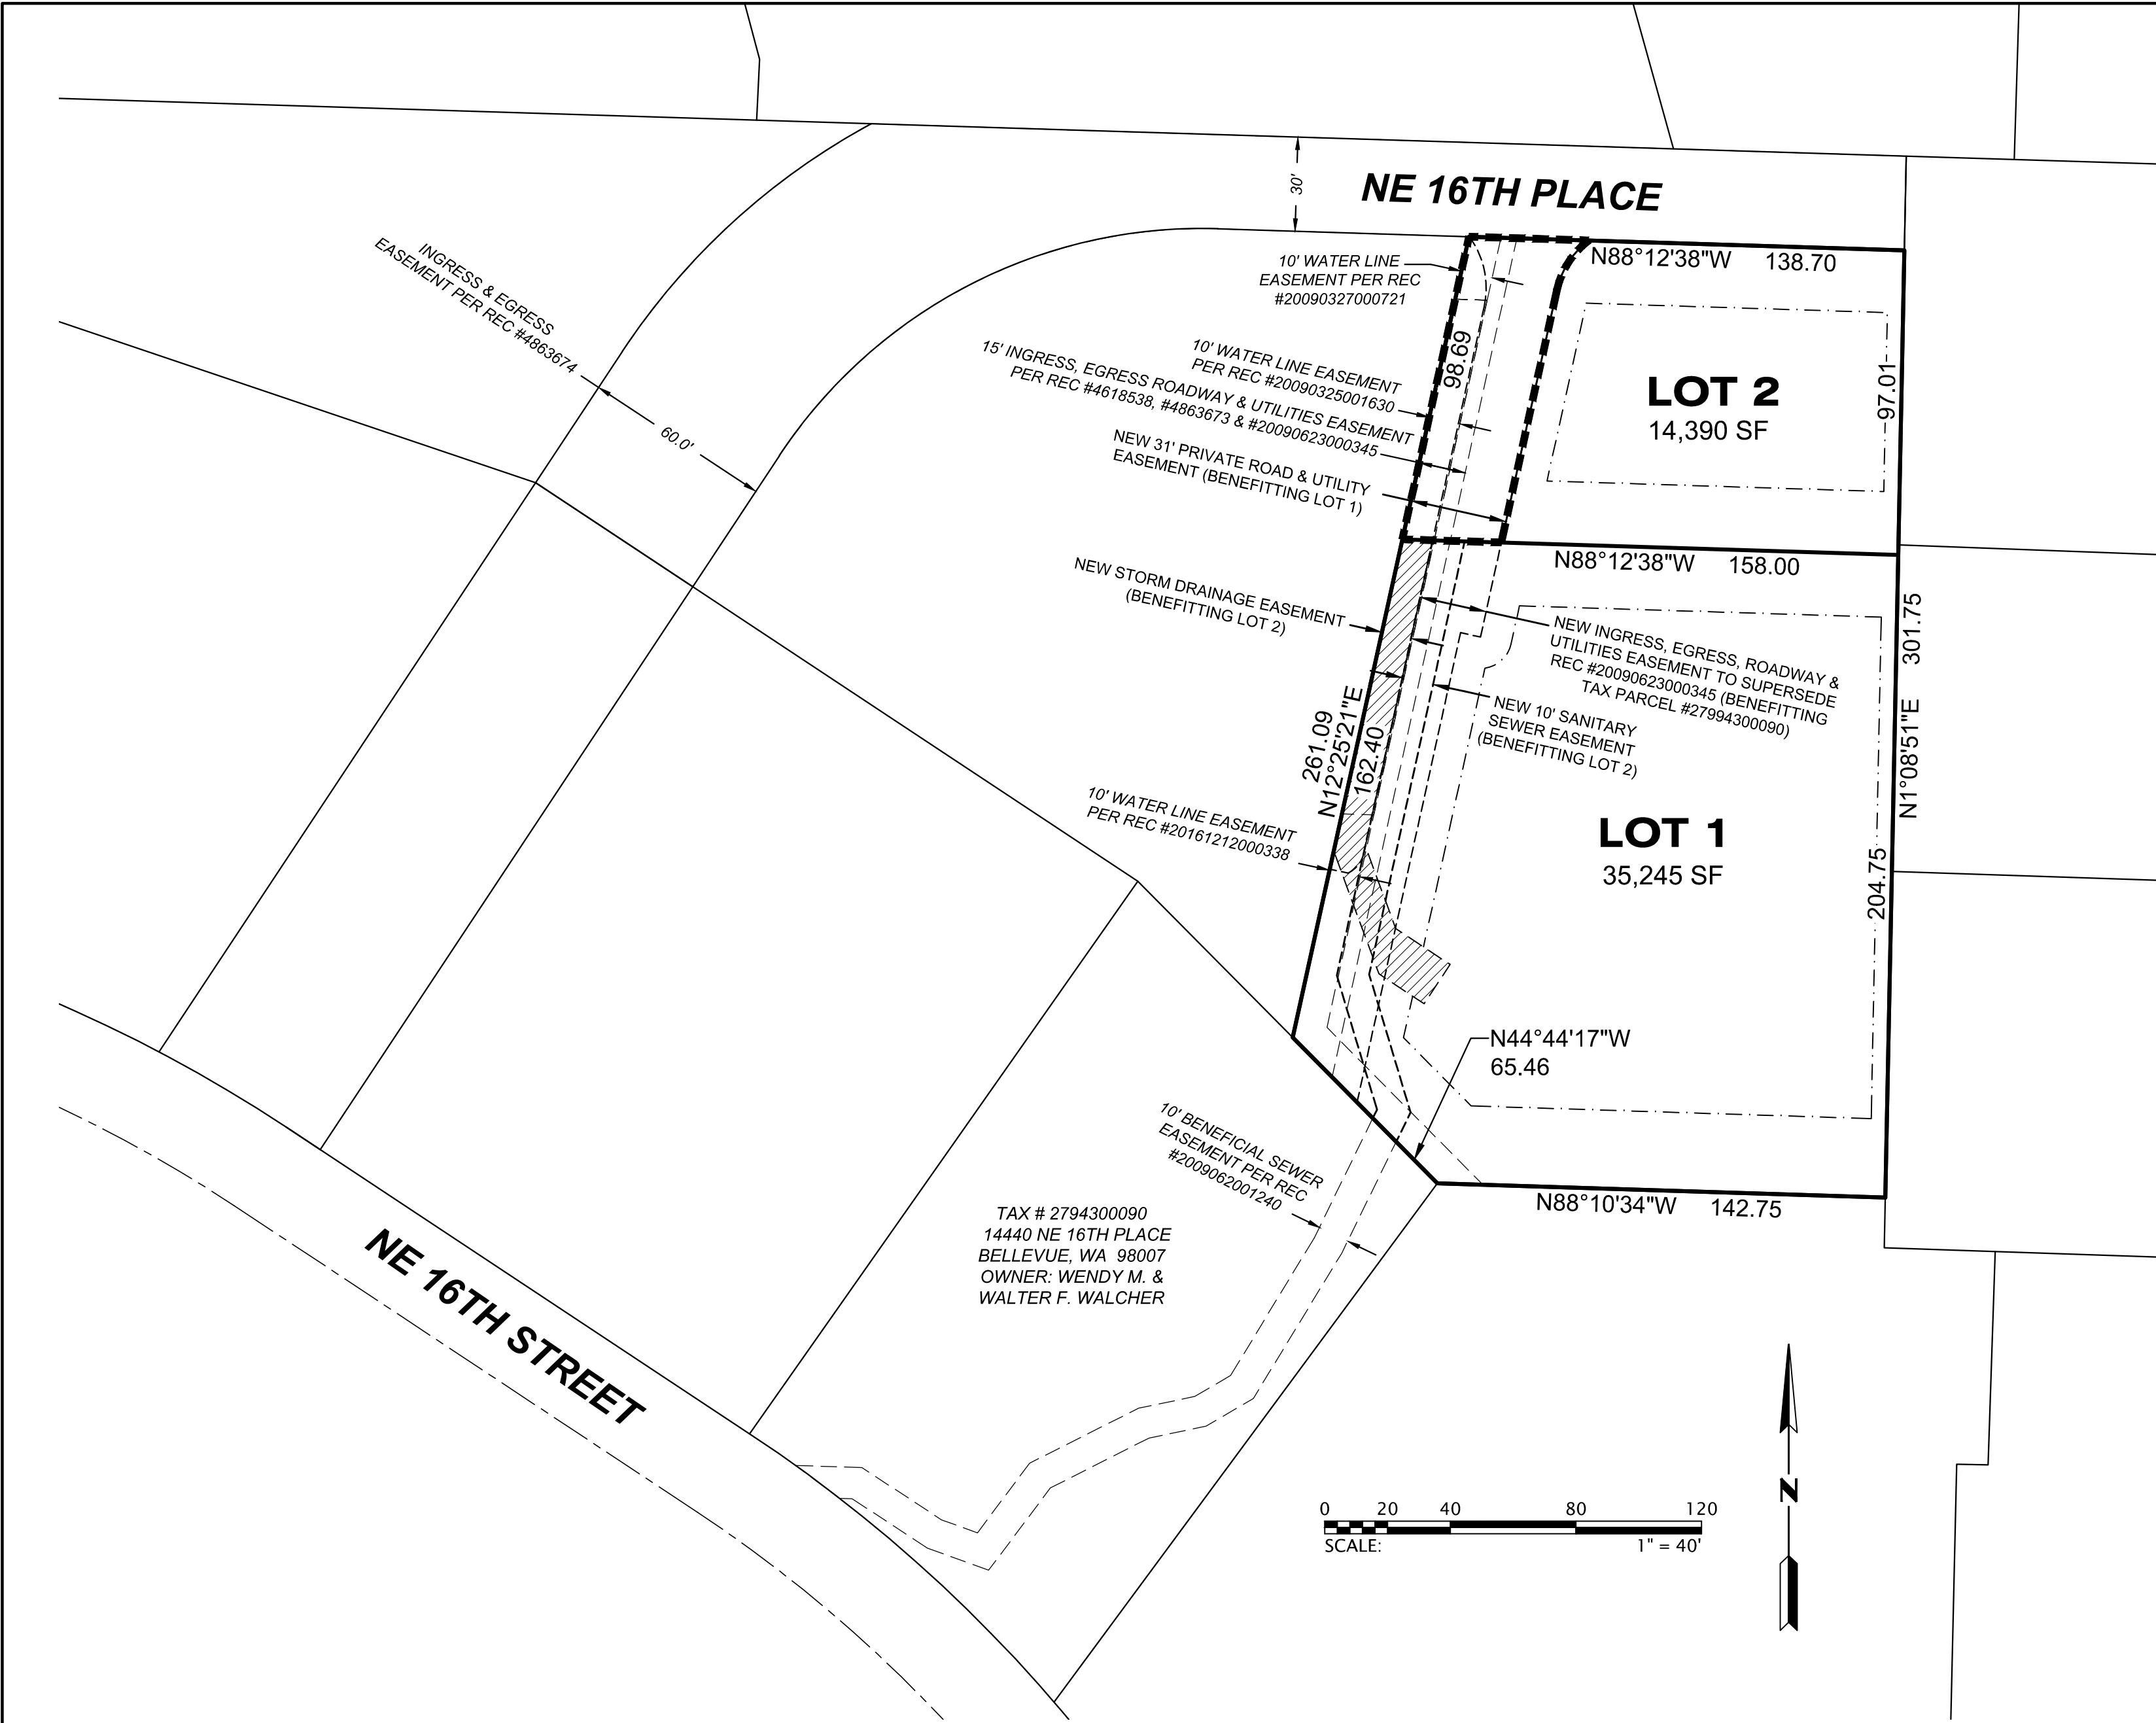 NE 16TH PLACE
30'
N88°12'38"W 138.70
10' WATER LINE
EASEMENT PER REC
#20090327000721
INGRESS & EGRESS
EASEMENT PER REC #4863674
60.0'
98.69
10' WATER LINE EASEMENT
PER REC #20090325001630
15' INGRESS, EGRESS ROADWAY & UTILITIES EASEMENT
PER REC #4618538, #4863673 & #20090623000345
NEW 31' PRIVATE ROAD & UTILITY
EASEMENT (BENEFITTING LOT 1)
LOT 2
14,390 SF
97.01
N88°12'38"W 158.00
NEW STORM DRAINAGE EASEMENT
(BENEFITTING LOT 2)
NEW INGRESS, EGRESS, ROADWAY &
UTILITIES EASEMENT TO SUPERSEDE
REC #20090623000345 (BENEFITTING
TAX PARCEL #27994300090)
NEW 10' SANITARY
SEWER EASEMENT
(BENEFITTING LOT 2)
N1°08'51"E 301.75
261.09
N12°25'21"E
162.40
10' WATER LINE EASEMENT
PER REC #20161212000338
LOT 1
35,245 SF
204.75
N44°44'17"W
65.46
10' BENEFICIAL SEWER
EASEMENT PER REC
#2009062001240
N88°10'34"W 142.75
TAX # 2794300090
14440 NE 16TH PLACE
BELLEVUE, WA 98007
OWNER: WENDY M. &
WALTER F. WALCHER
NE 16TH STREET
0 20 40 80 120
SCALE: 1" = 40'
N